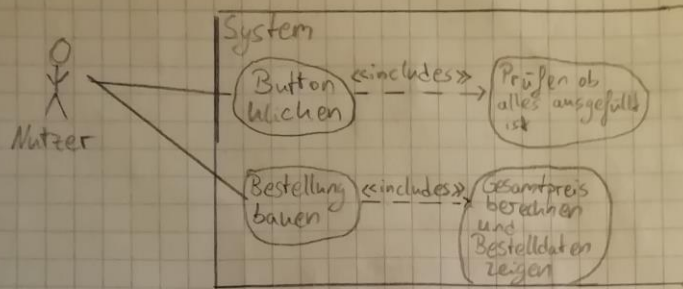 System
Nutzer
Button
klicken
«includes»
Prüfen ob
alles ausgefüllt
ist
Bestellung
bauen
«includes»
Gesamtpreis
berechnen
und
Bestelldaten
zeigen